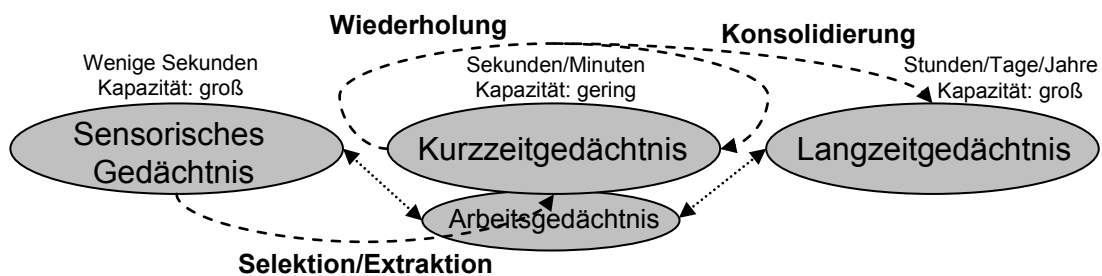 Wiederholung
Konsolidierung
Wenige Sekunden
Kapazität: groß
Sekunden/Minuten
Kapazität: gering
Stunden/Tage/Jahre
Kapazität: groß
Sensorisches
Gedächtnis
Kurzzeitgedächtnis
Langzeitgedächtnis
Arbeitsgedächtnis
Selektion/Extraktion